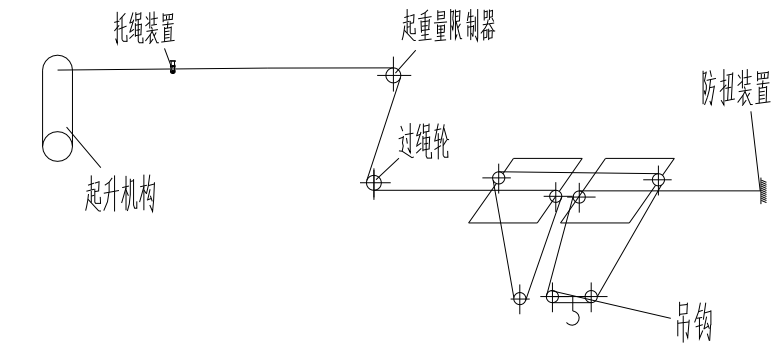 托绳装置
起重量限制器
防扭装置
过绳轮
起升机构
吊钩